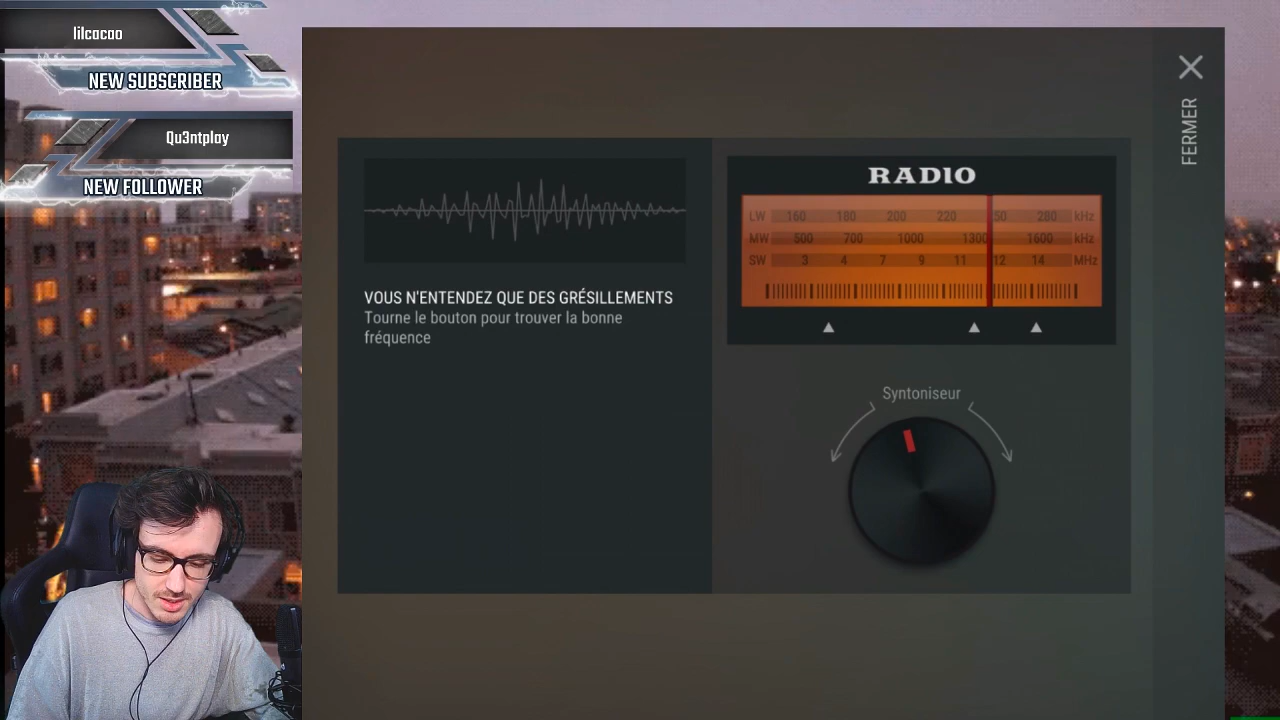 lilcacao
NEW SUBSCRIBER
Qu3ntplay
NEW FOLLOWER
FERMER
VOUS N'ENTENDEZ QUE DES GRÉSILLEMENTS
Tourne le bouton pour trouver la bonne
fréquence
RADIO
LW 160 180 200 220 50 280 kHz
MW 500 700 1000 1300 1600 kHz
SW 3 4 7 9 11 12 14 MHz
Syntoniseur